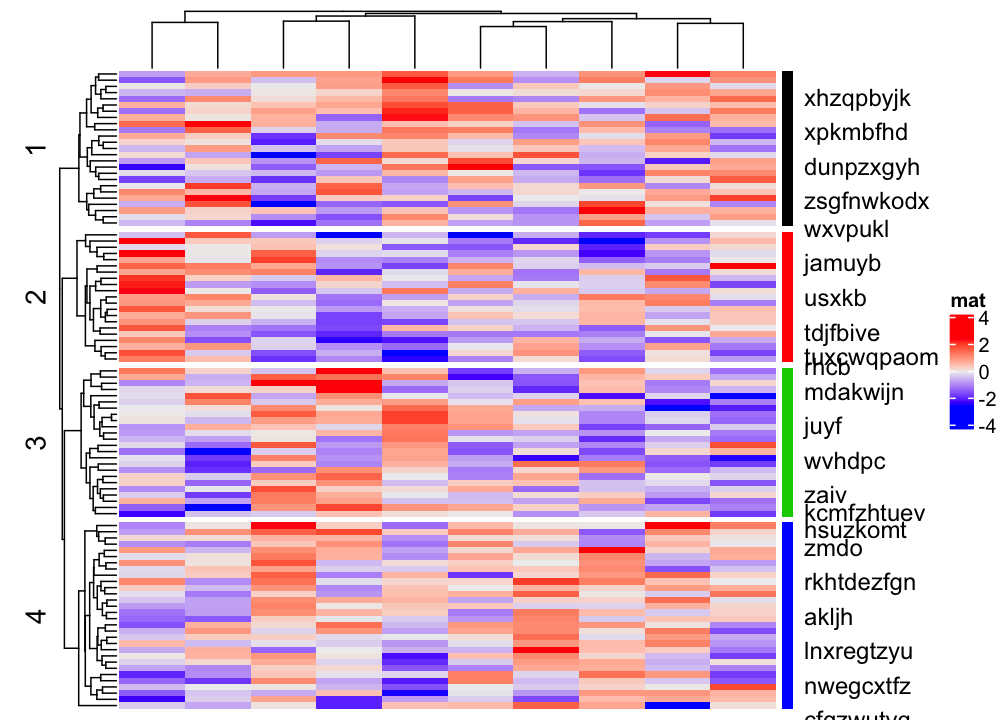 xhzqpbyjk
1
xpkmbfhd
dunpzxgyh
zsgfnwkodx
wxvpukl
jamuyb
2
usxkb
mat
4
tdjfbive
2
tuxcwqpaom
rhcb
0
mdakwijn
-2
juyf
-4
3
wvhdpc
zaiv
kcmfzhtuev
hsuzkomt
zmdo
rkhtdezfgn
4
akljh
lnxregtzyu
nwegcxtfz